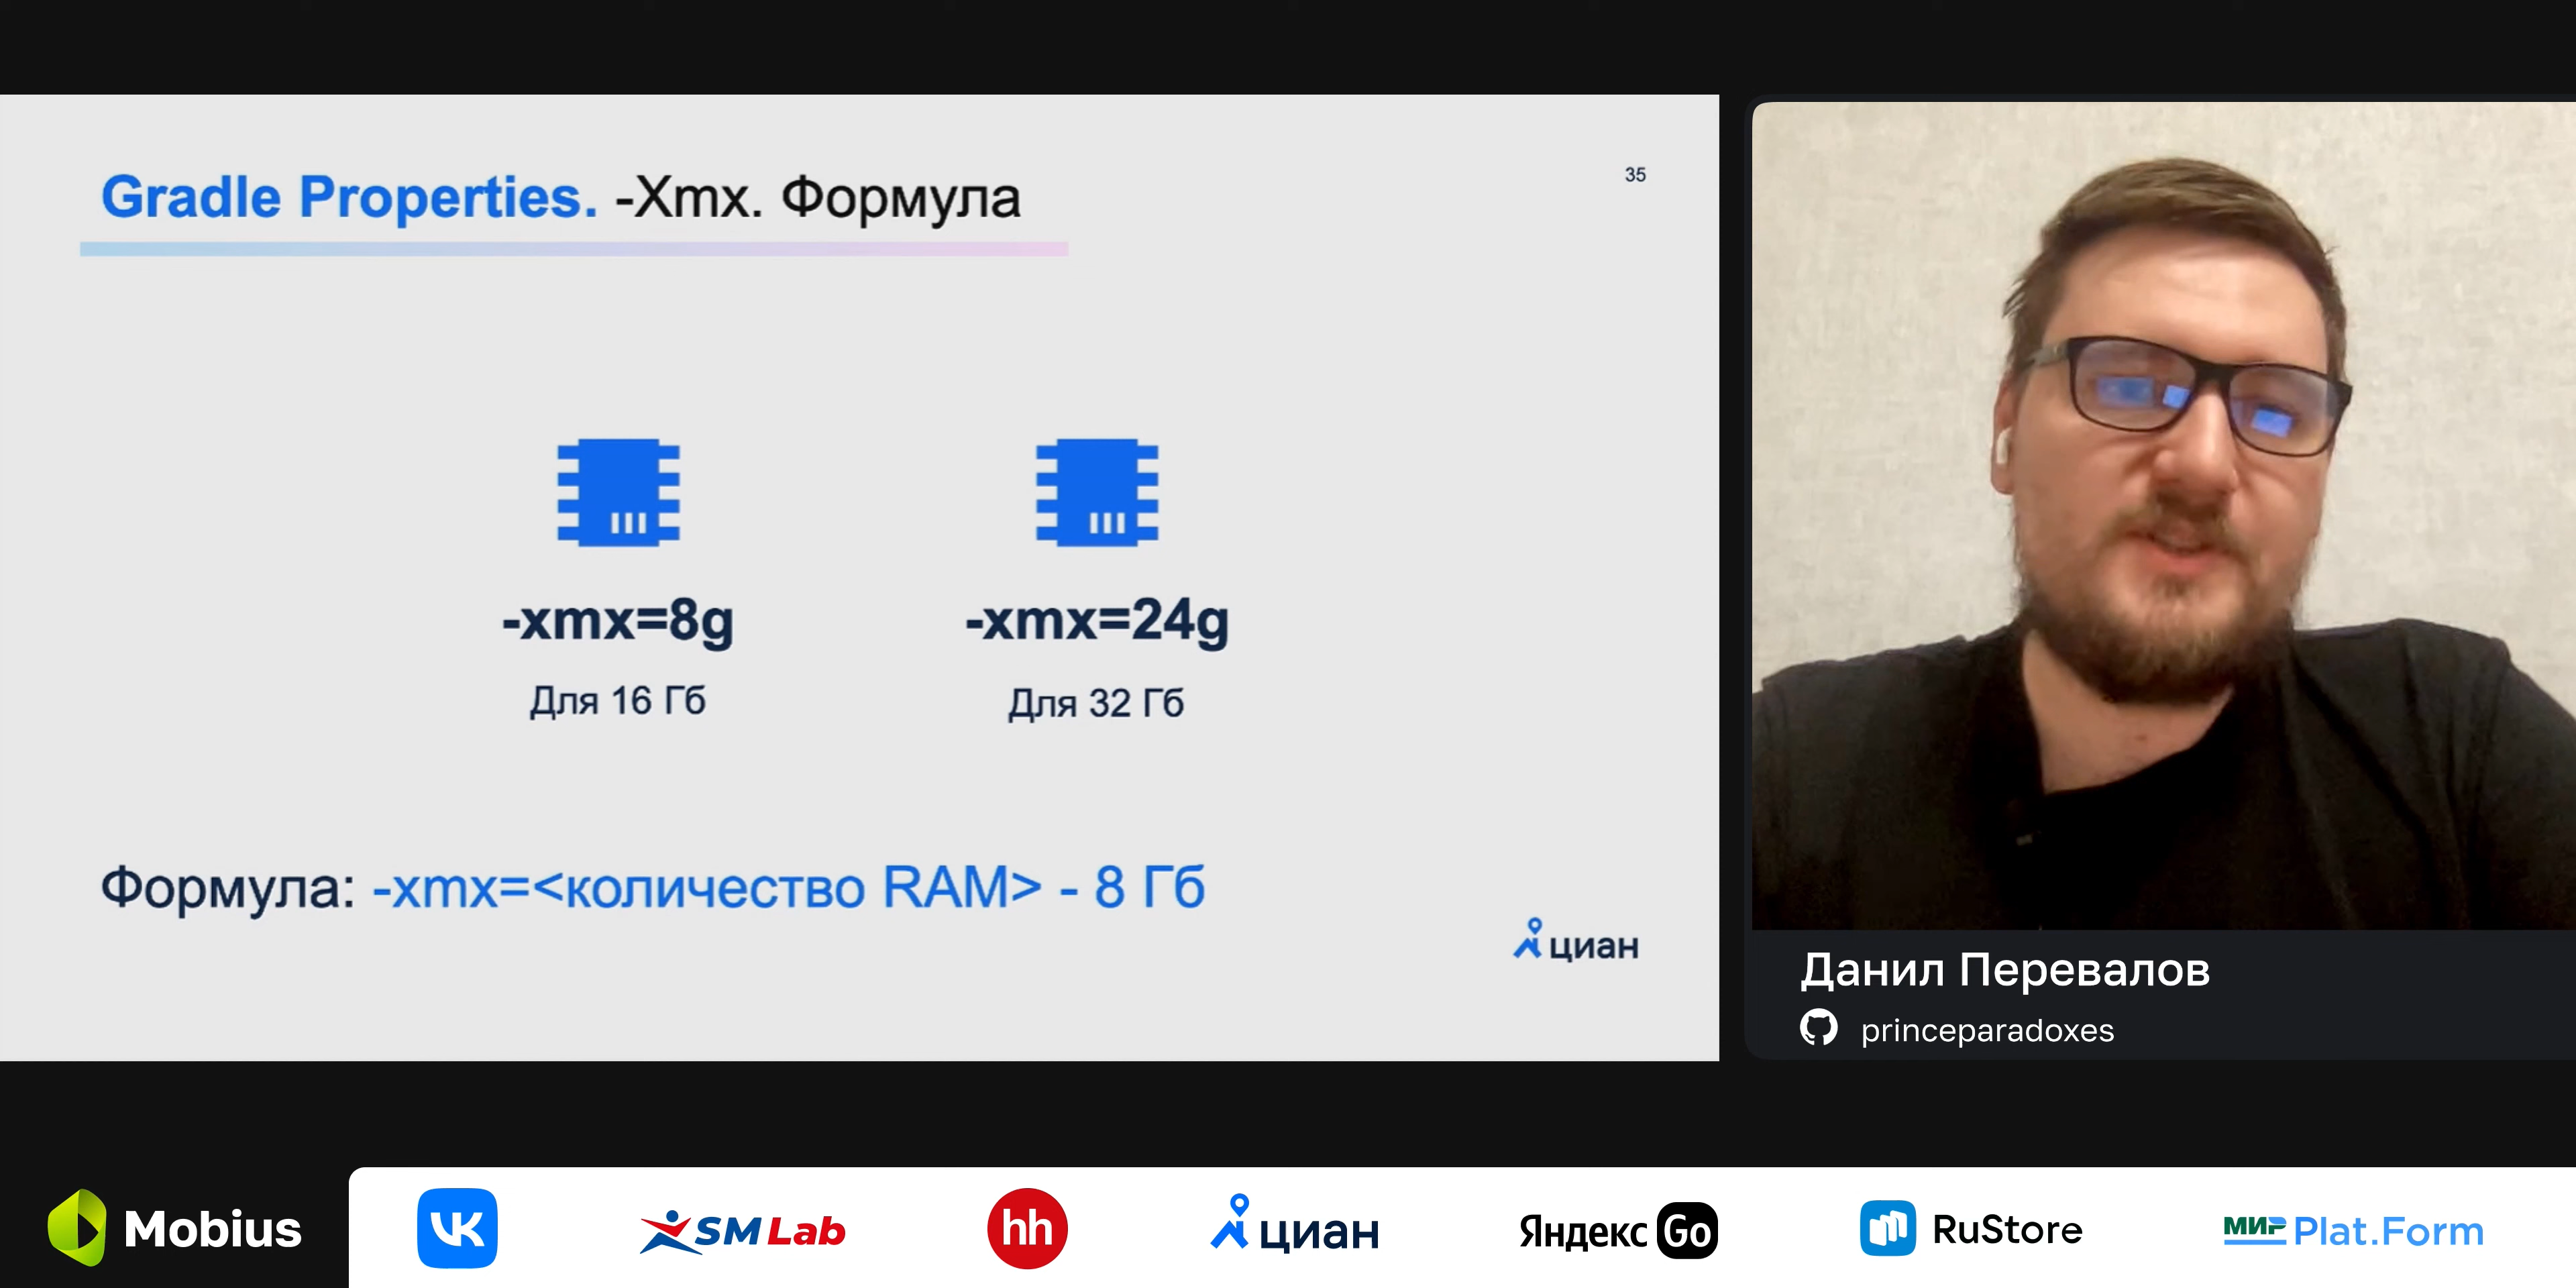 Gradle Properties. -Xmx. Формула
35
-xmx=8g
-xmx=24g
Для 16 Гб
Для 32 Гб
Формула: -xmx=<количество RAM> - 8 Гб
циан
Данил Перевалов
princeparadoxes
Mobius
VK
SM Lab
hh
циан
Яндекс Go
RuStore
МИР Plat.Form